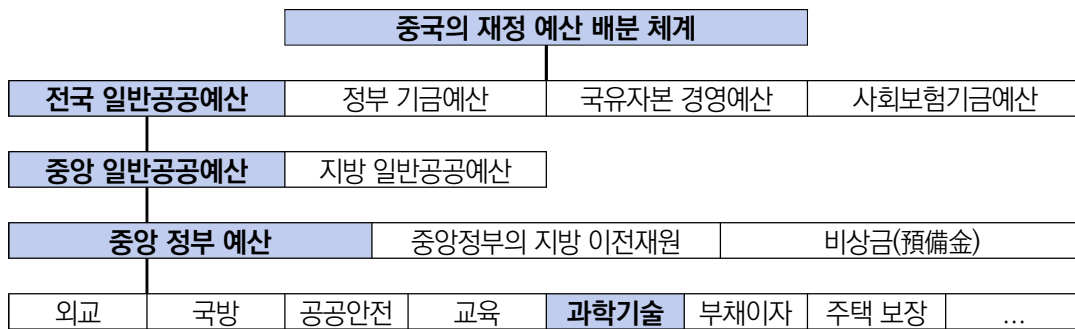 중국의 재정 예산 배분 체계
전국 일반공공예산 정부 기금예산 국유자본 경영예산 사회보험기금예산
중앙 일반공공예산 지방 일반공공예산
중앙 정부 예산 중앙정부의 지방 이전재원 비상금(預備金)
외교 국방 공공안전 교육 과학기술 부채이자 주택 보장 …